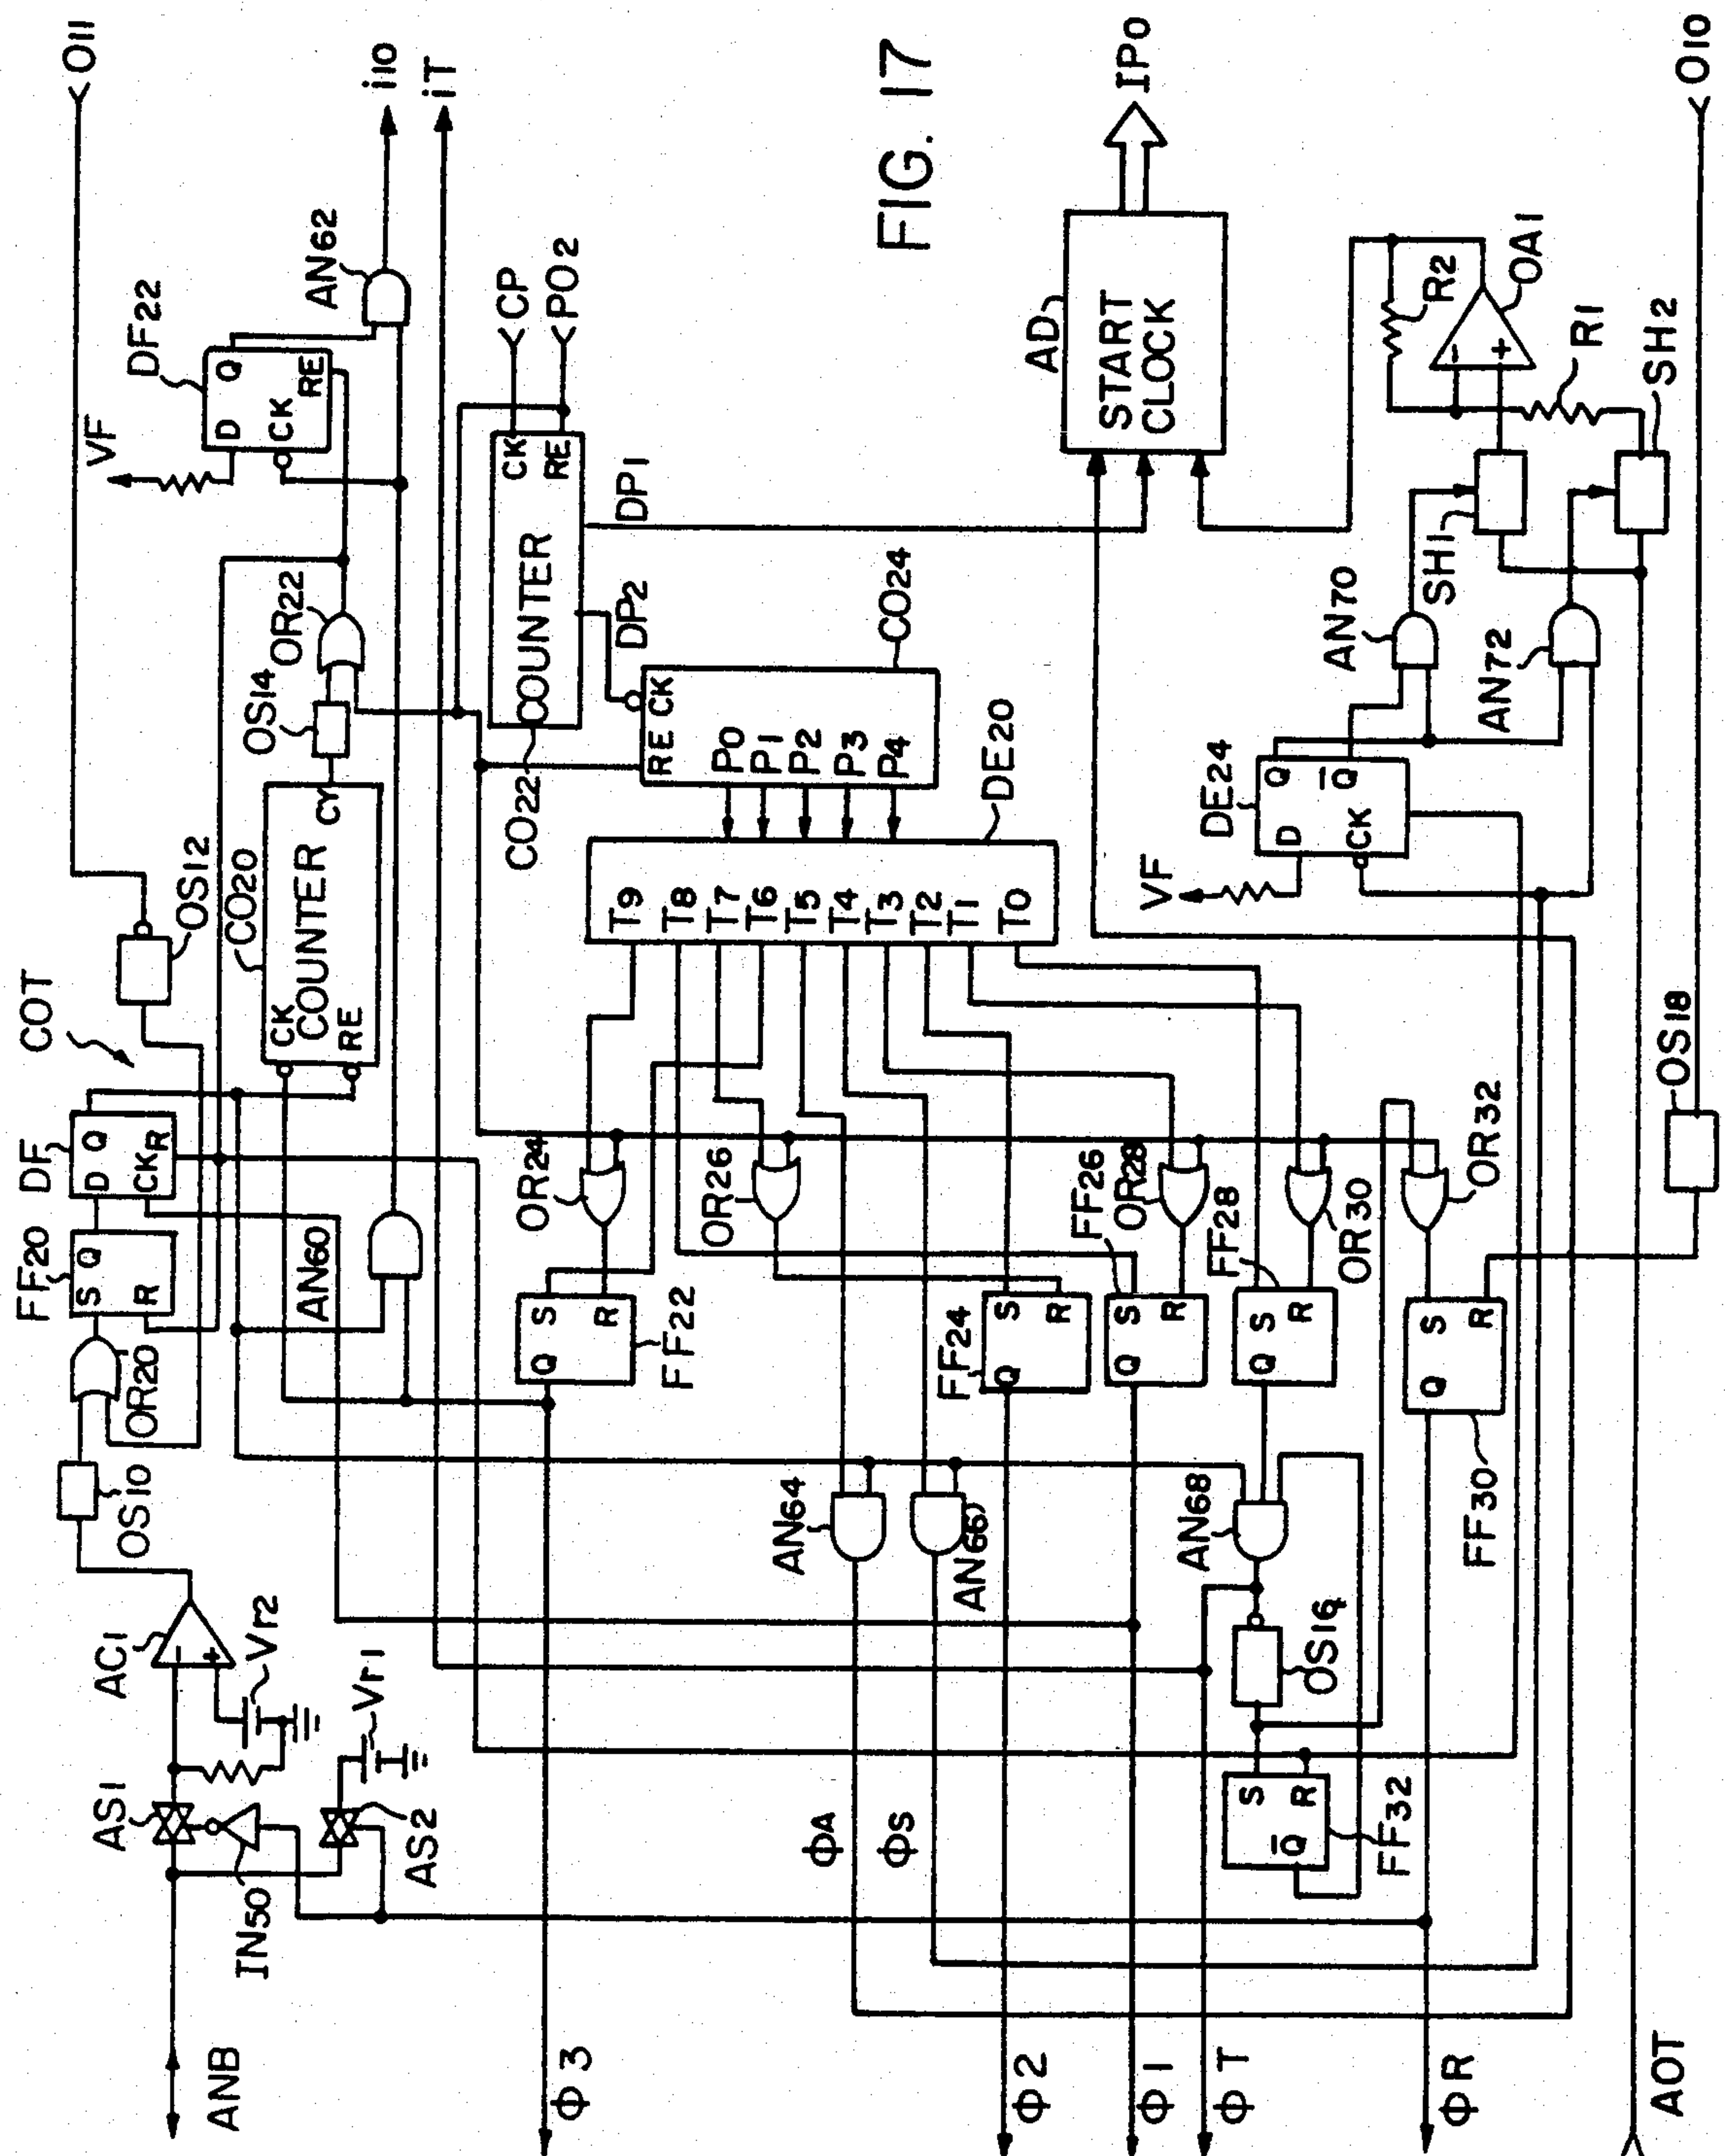 FIG. 17
ANB
IN50
AS1
AS2
Vr1
Vr2
AC1
−
+
OS10
OR20
FF20
S
Q
R
DF
D
Q
CK
R
COT
OS12
O11
AN60
CO20
CK
COUNTER
RE
CY
OS14
OR22
VF
DF22
D
Q
CK
RE
AN62
i10
iT
CP
PO2
CK
RE
COUNTER
CO22
DP1
DP2
CO24
RE
CK
P0
P1
P2
P3
P4
DE20
T9
T8
T7
T6
T5
T4
T3
T2
T1
T0
OR24
OR26
OR28
OR30
OR32
FF22
Q
S
R
FF24
Q
S
R
FF26
Q
S
R
FF28
Q
S
R
FF30
Q
S
R
AN64
AN66
AN68
OS16
FF32
S
R
Q̅
ΦA
ΦS
Φ3
Φ2
Φ1
ΦT
ΦR
AOT
OS18
O10
VF
DE24
D
Q
Q̅
CK
AN70
AN72
SH1
SH2
R1
R2
−
+
OA1
AD
START
CLOCK
IPO